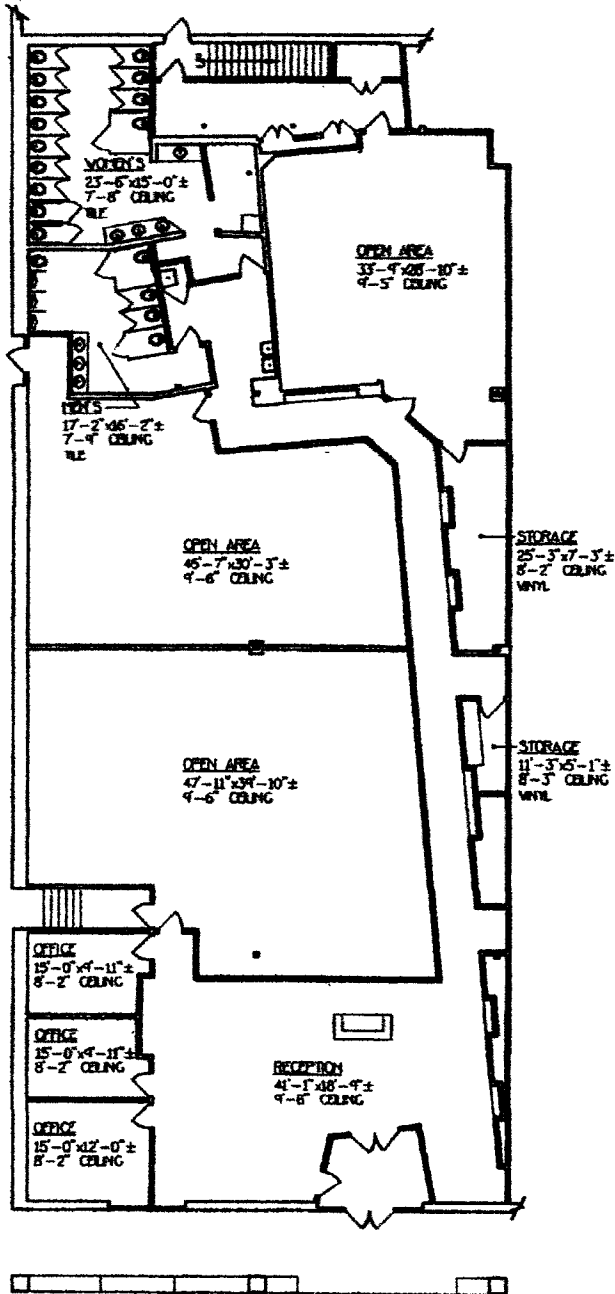 WOMEN'S
23'-6"x15'-0"±
7'-8" CEILING
TILE
OPEN AREA
33'-9"x28'-10"±
9'-5" CEILING
MEN'S
17'-2"x16'-2"±
7'-9" CEILING
TILE
OPEN AREA
45'-7"x30'-3"±
9'-6" CEILING
STORAGE
25'-3"x7'-3"±
8'-2" CEILING
VINYL
OPEN AREA
47'-11"x39'-10"±
9'-6" CEILING
STORAGE
11'-3"x5'-1"±
8'-3" CEILING
VINYL
OFFICE
15'-0"x9'-11"±
8'-2" CEILING
OFFICE
15'-0"x9'-11"±
8'-2" CEILING
RECEPTION
41'-1"x18'-9"±
9'-8" CEILING
OFFICE
15'-0"x12'-0"±
8'-2" CEILING